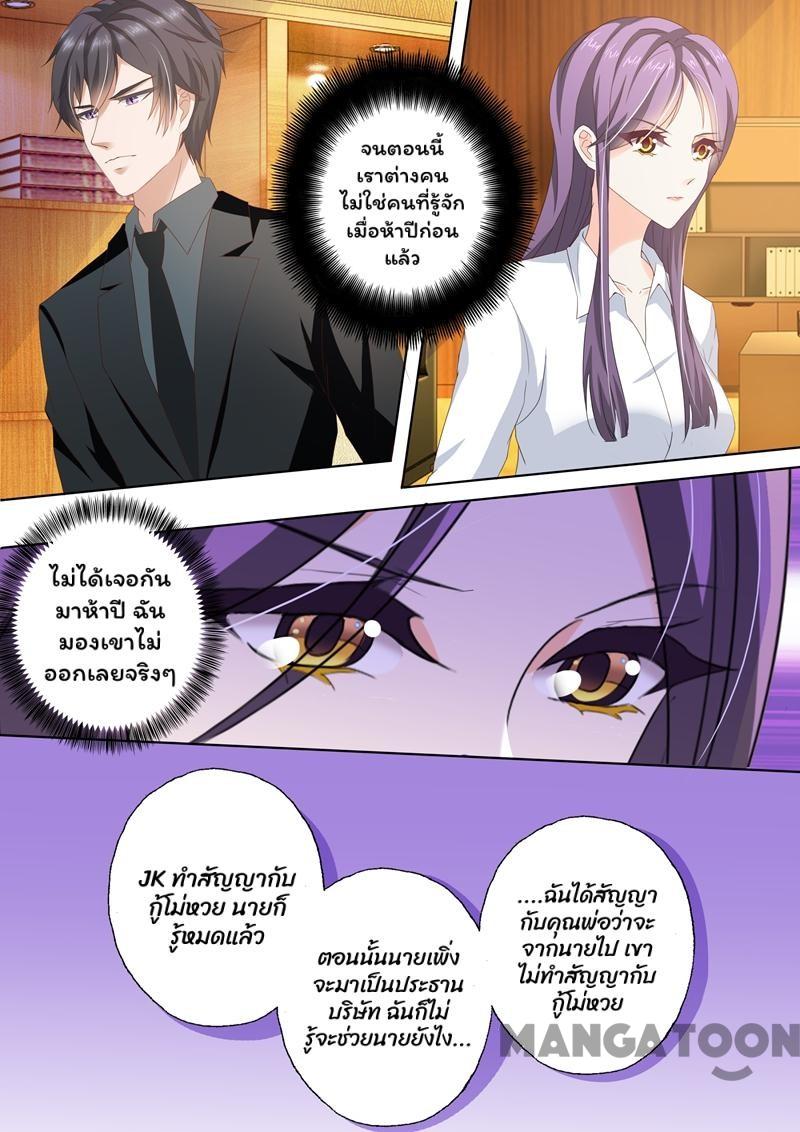 จนตอนนี้
เราต่างคน
ไม่ใช่คนที่รู้จัก
เมื่อห้าปีก่อน
แล้ว
ไม่ได้เจอกัน
มาห้าปี ฉัน
มองเขาไม่
ออกเลยจริงๆ
JK ทำสัญญากับ
กู้โม่หวย นายก็
รู้หมดแล้ว
ตอนนั้นนายเพิ่ง
จะมาเป็นประธาน
บริษัท ฉันก็ไม่
รู้จะช่วยนายยังไง...
....ฉันได้สัญญา
กับคุณพ่อว่าจะ
จากนายไป เขา
ไม่ทำสัญญากับ
กู้โม่หวย
MANGATOON